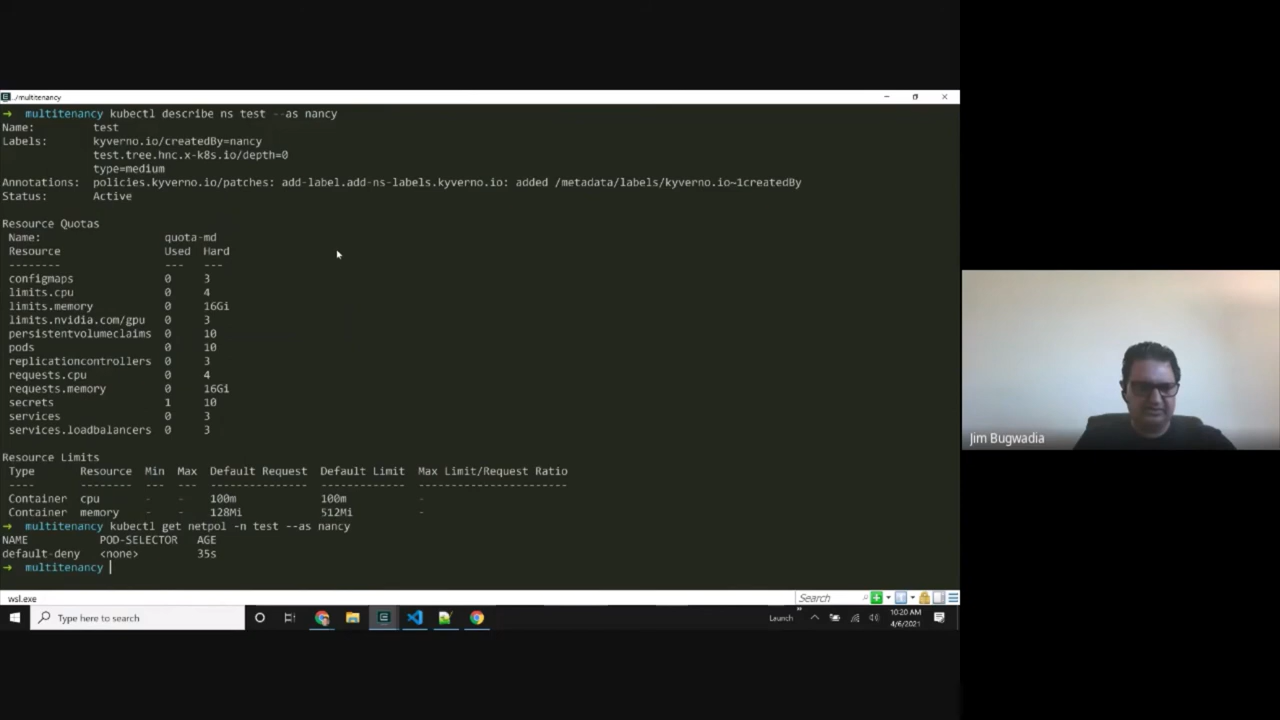 ./multitenancy
→ multitenancy kubectl describe ns test --as nancy
Name: test
Labels: kyverno.io/createdBy=nancy
test.tree.hnc.x-k8s.io/depth=0
type=medium
Annotations: policies.kyverno.io/patches: add-label.add-ns-labels.kyverno.io: added /metadata/labels/kyverno.io~1createdBy
Status: Active
Resource Quotas
Name: quota-md
Resource Used Hard
-------- --- ---
configmaps 0 3
limits.cpu 0 4
limits.memory 0 16Gi
limits.nvidia.com/gpu 0 3
persistentvolumeclaims 0 10
pods 0 10
replicationcontrollers 0 3
requests.cpu 0 4
requests.memory 0 16Gi
secrets 1 10
services 0 3
services.loadbalancers 0 3
Resource Limits
Type Resource Min Max Default Request Default Limit Max Limit/Request Ratio
---- -------- --- --- --------------- ------------- -----------------------
Container cpu - - 100m 100m -
Container memory - - 128Mi 512Mi -
→ multitenancy kubectl get netpol -n test --as nancy
NAME POD-SELECTOR AGE
default-deny <none> 35s
→ multitenancy
Jim Bugwadia
wsl.exe Search
Type here to search Launch 10:20 AM
4/6/2021